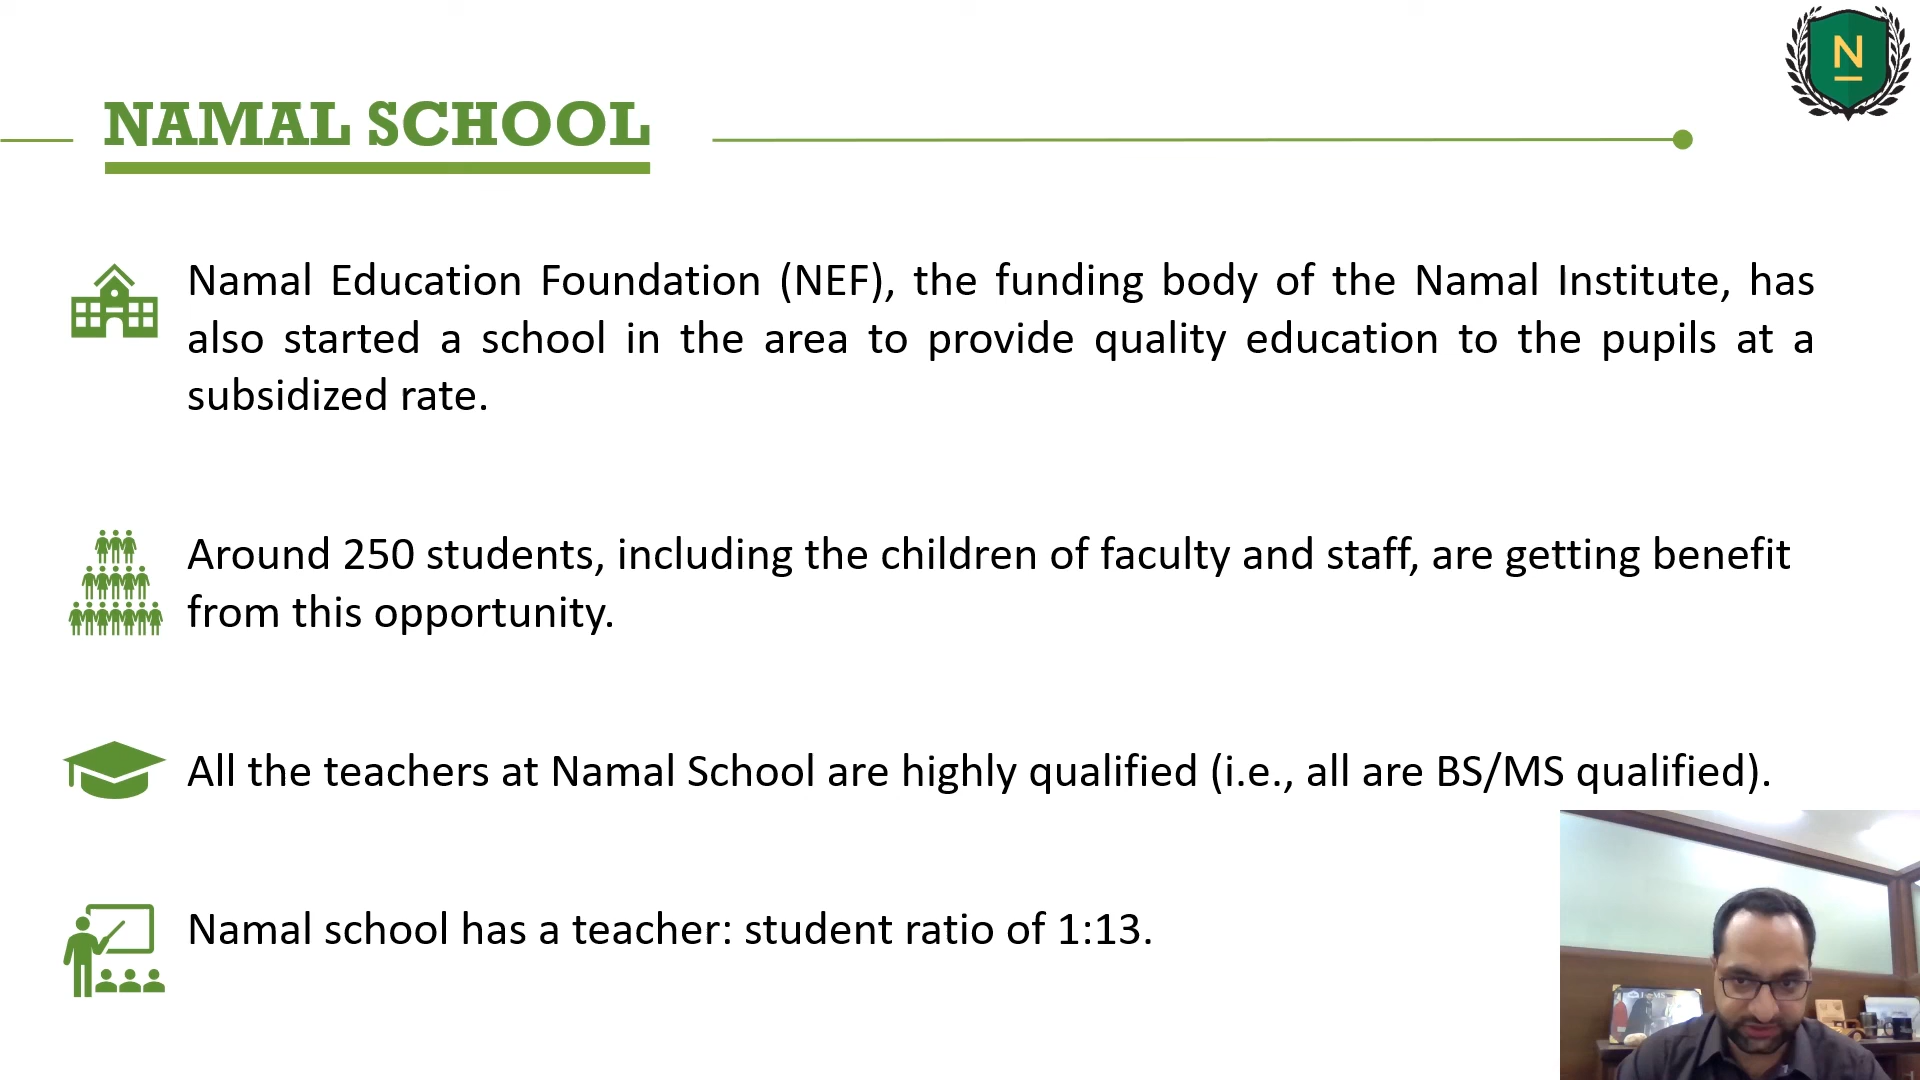 N
NAMAL SCHOOL
Namal Education Foundation (NEF), the funding body of the Namal Institute, has
also started a school in the area to provide quality education to the pupils at a
subsidized rate.
Around 250 students, including the children of faculty and staff, are getting benefit
from this opportunity.
All the teachers at Namal School are highly qualified (i.e., all are BS/MS qualified).
Namal school has a teacher: student ratio of 1:13.